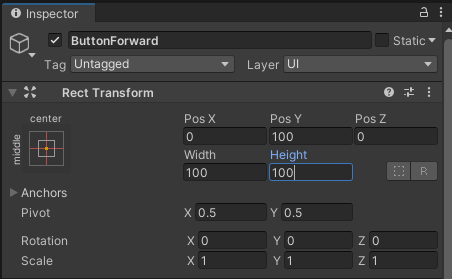 Inspector
ButtonForward Static
Tag Untagged Layer UI
Rect Transform
center Pos X Pos Y Pos Z
middle 0 100 0
Width Height
100 100 R
Anchors
Pivot X 0.5 Y 0.5
Rotation X 0 Y 0 Z 0
Scale X 1 Y 1 Z 1